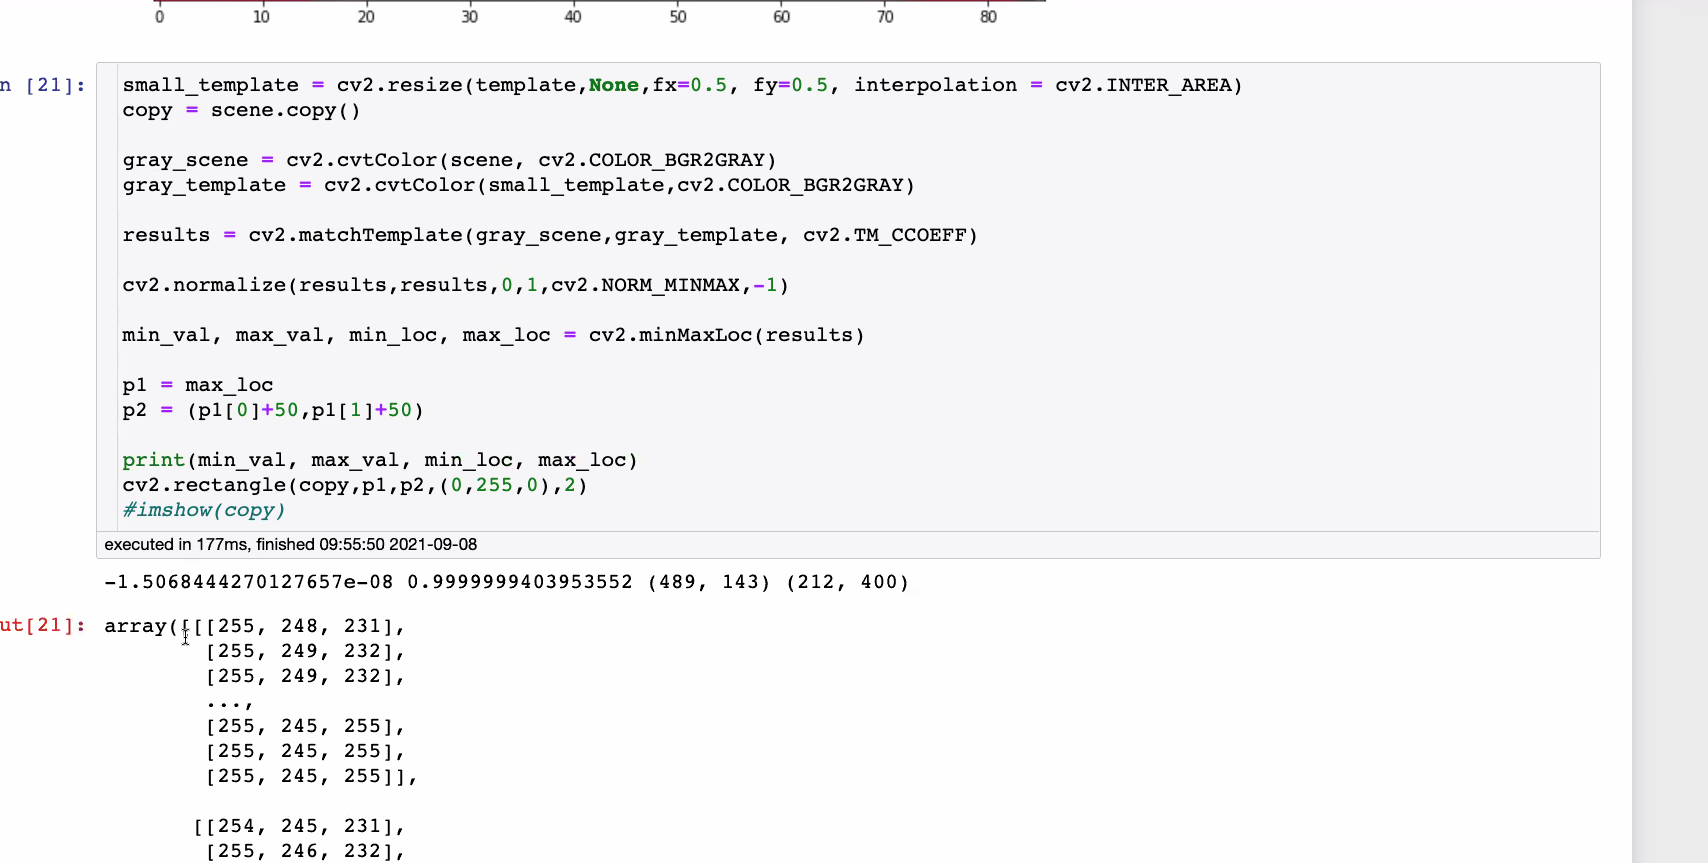 0 10 20 30 40 50 60 70 80
n [21]:
small_template = cv2.resize(template,None,fx=0.5, fy=0.5, interpolation = cv2.INTER_AREA)
copy = scene.copy()
gray_scene = cv2.cvtColor(scene, cv2.COLOR_BGR2GRAY)
gray_template = cv2.cvtColor(small_template,cv2.COLOR_BGR2GRAY)
results = cv2.matchTemplate(gray_scene,gray_template, cv2.TM_CCOEFF)
cv2.normalize(results,results,0,1,cv2.NORM_MINMAX,-1)
min_val, max_val, min_loc, max_loc = cv2.minMaxLoc(results)
p1 = max_loc
p2 = (p1[0]+50,p1[1]+50)
print(min_val, max_val, min_loc, max_loc)
cv2.rectangle(copy,p1,p2,(0,255,0),2)
#imshow(copy)
executed in 177ms, finished 09:55:50 2021-09-08
-1.5068444270127657e-08 0.9999999403953552 (489, 143) (212, 400)
ut[21]:
array([[[255, 248, 231],
[255, 249, 232],
[255, 249, 232],
...,
[255, 245, 255],
[255, 245, 255],
[255, 245, 255]],
[[254, 245, 231],
[255, 246, 232],